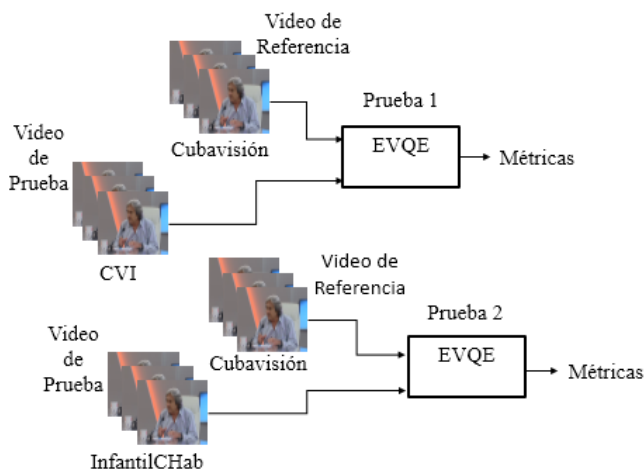 Video de
Referencia
Cubavisión
Prueba 1
EVQE
Métricas
Video
de
Prueba
CVI
Video de
Referencia
Cubavisión
Prueba 2
EVQE
Métricas
Video
de
Prueba
InfantilCHab